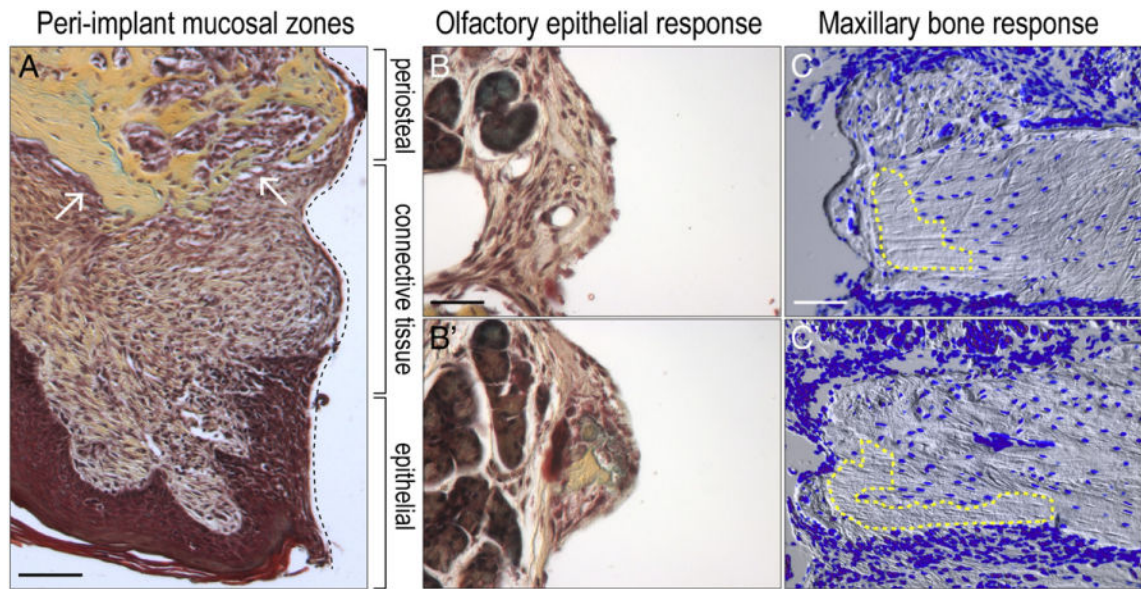 Peri-implant mucosal zones
Olfactory epithelial response
Maxillary bone response
A
periosteal
connective tissue
epithelial
B
B'
C
C'